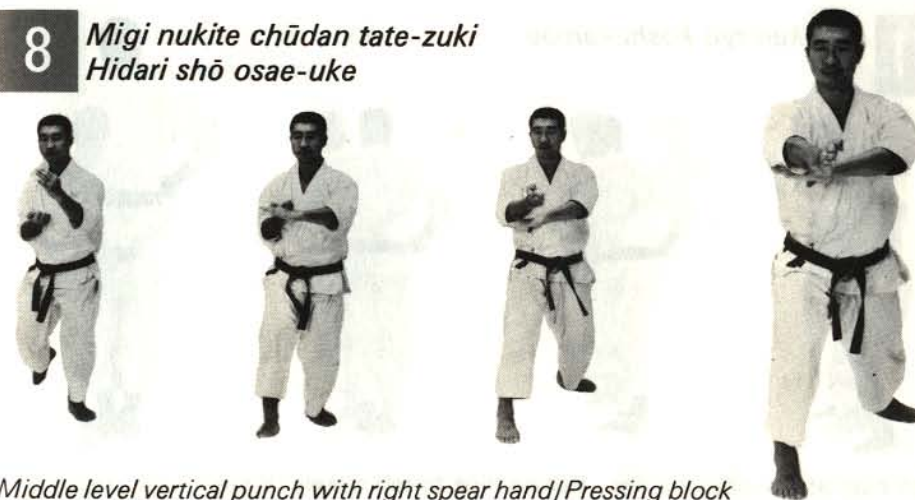 8
Migi nukite chūdan tate-zuki
Hidari shō osae-uke
Middle level vertical punch with right spear hand/Pressing block